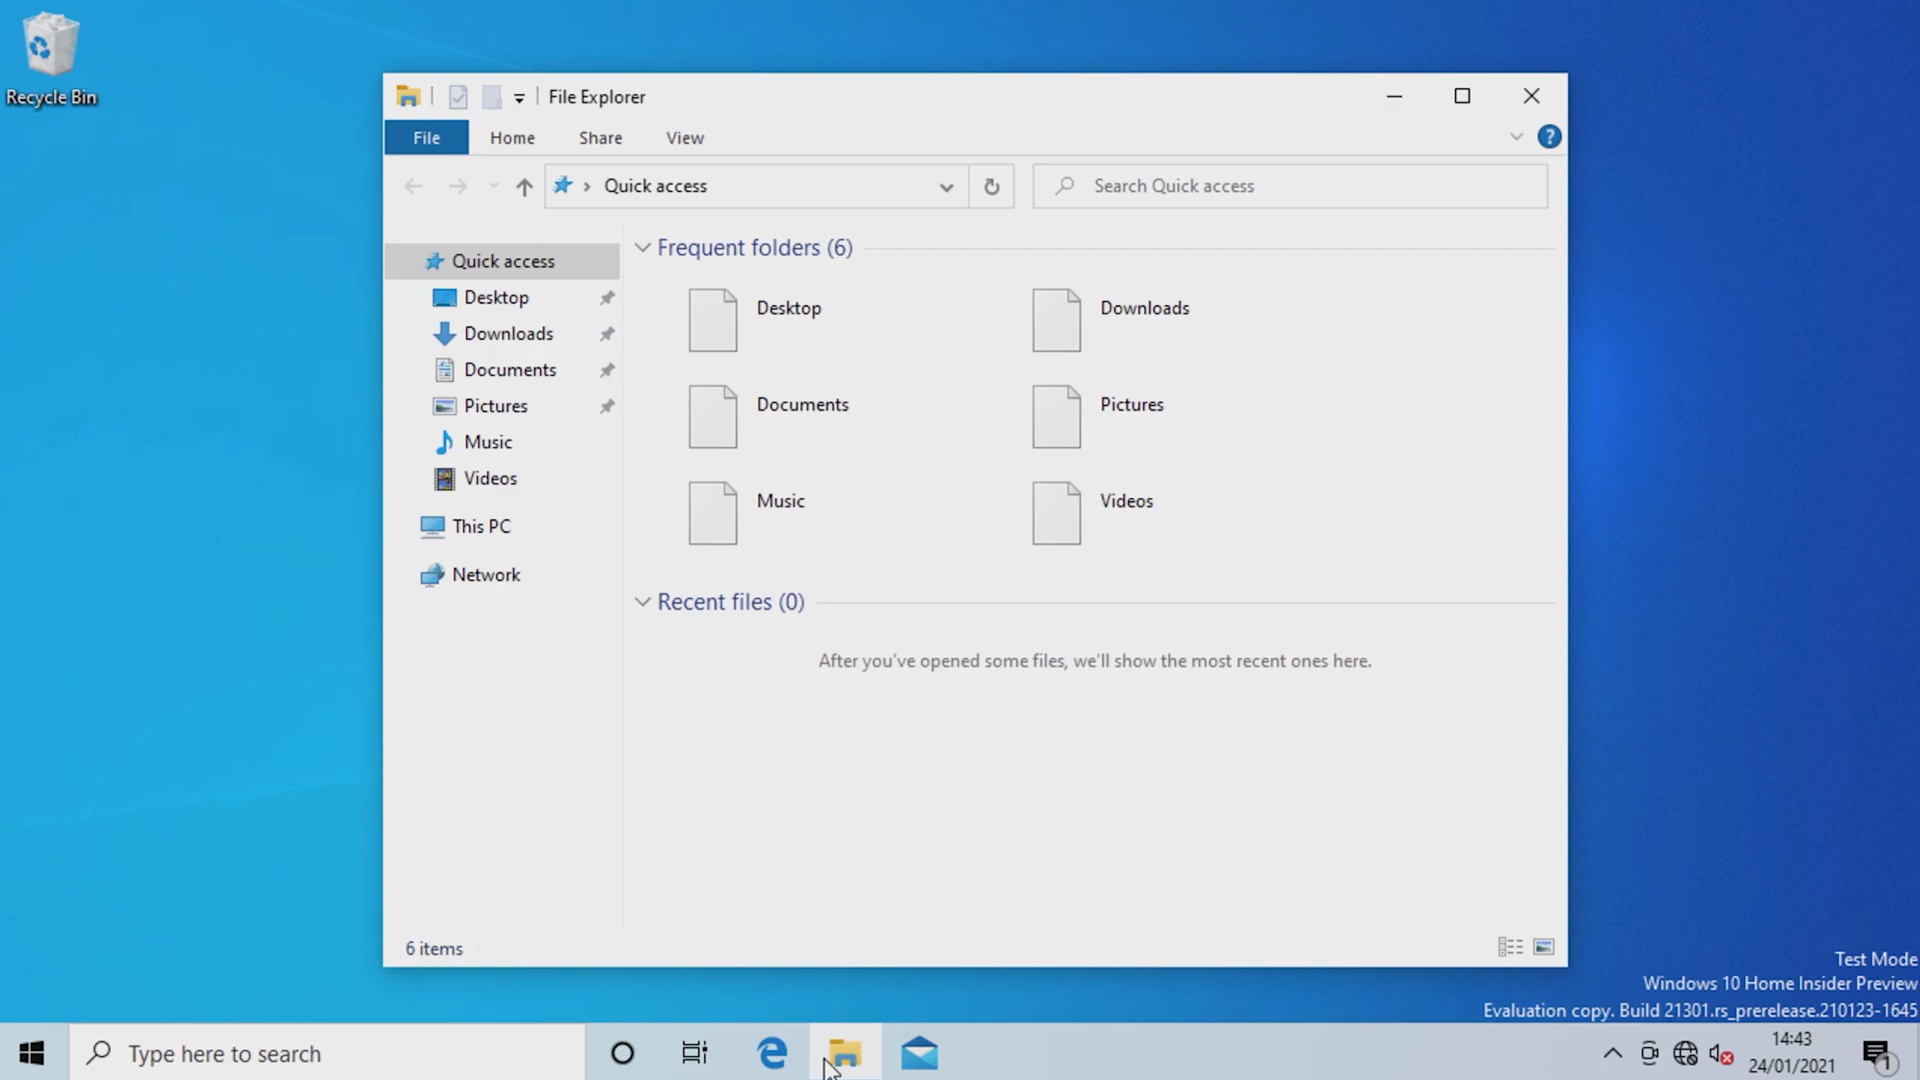 Recycle Bin
File Explorer
File Home Share View
?
Quick access
Search Quick access
Quick access
Desktop
Downloads
Documents
Pictures
Music
Videos
This PC
Network
Frequent folders (6)
Desktop
Downloads
Documents
Pictures
Music
Videos
Recent files (0)
After you've opened some files, we'll show the most recent ones here.
6 items
Test Mode
Windows 10 Home Insider Preview
Evaluation copy. Build 21301.rs_prerelease.210123-1645
Type here to search
14:43
24/01/2021
1